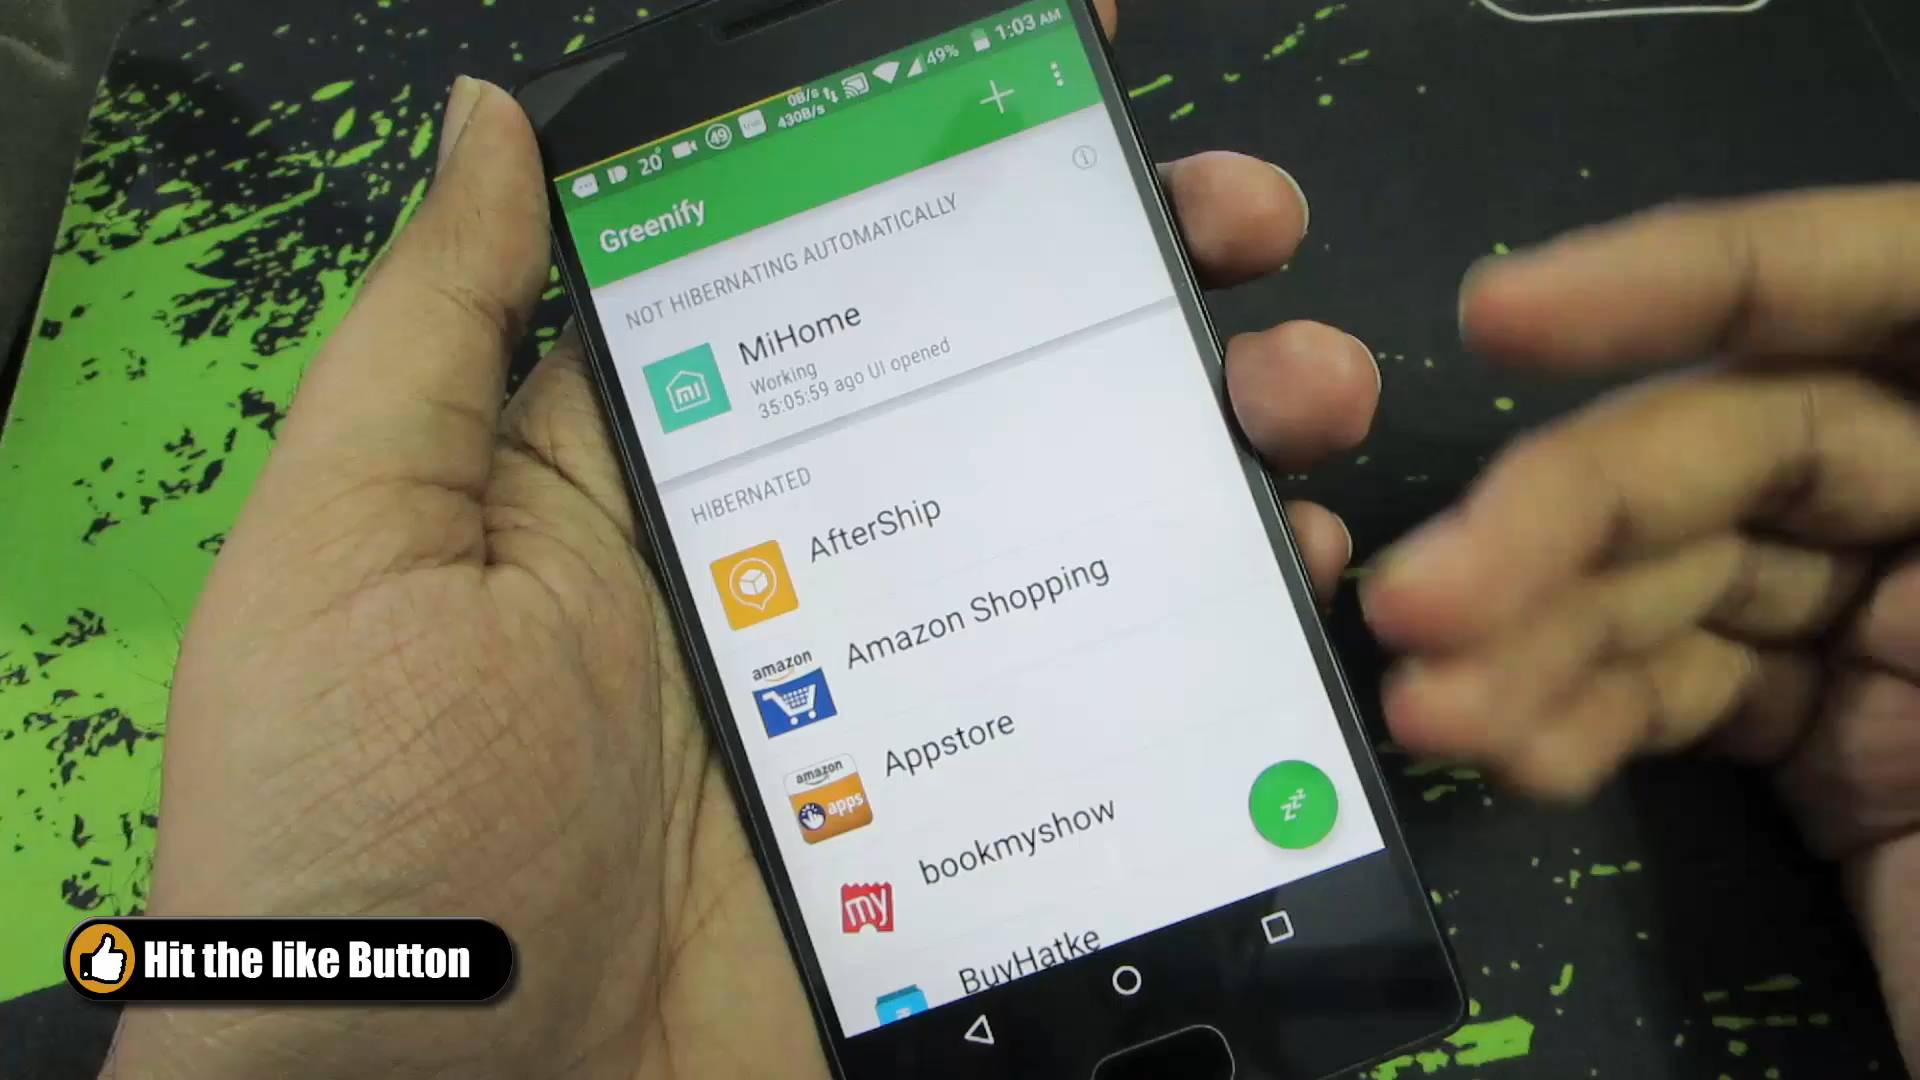 20°
49
0B/s
430B/s
49%
1:03 AM
Greenify
NOT HIBERNATING AUTOMATICALLY
MiHome
Working
35:05:59 ago UI opened
mi
HIBERNATED
AfterShip
Amazon Shopping
amazon
Appstore
amazon
apps
bookmyshow
my
BuyHatke
zzz
Hit the like Button